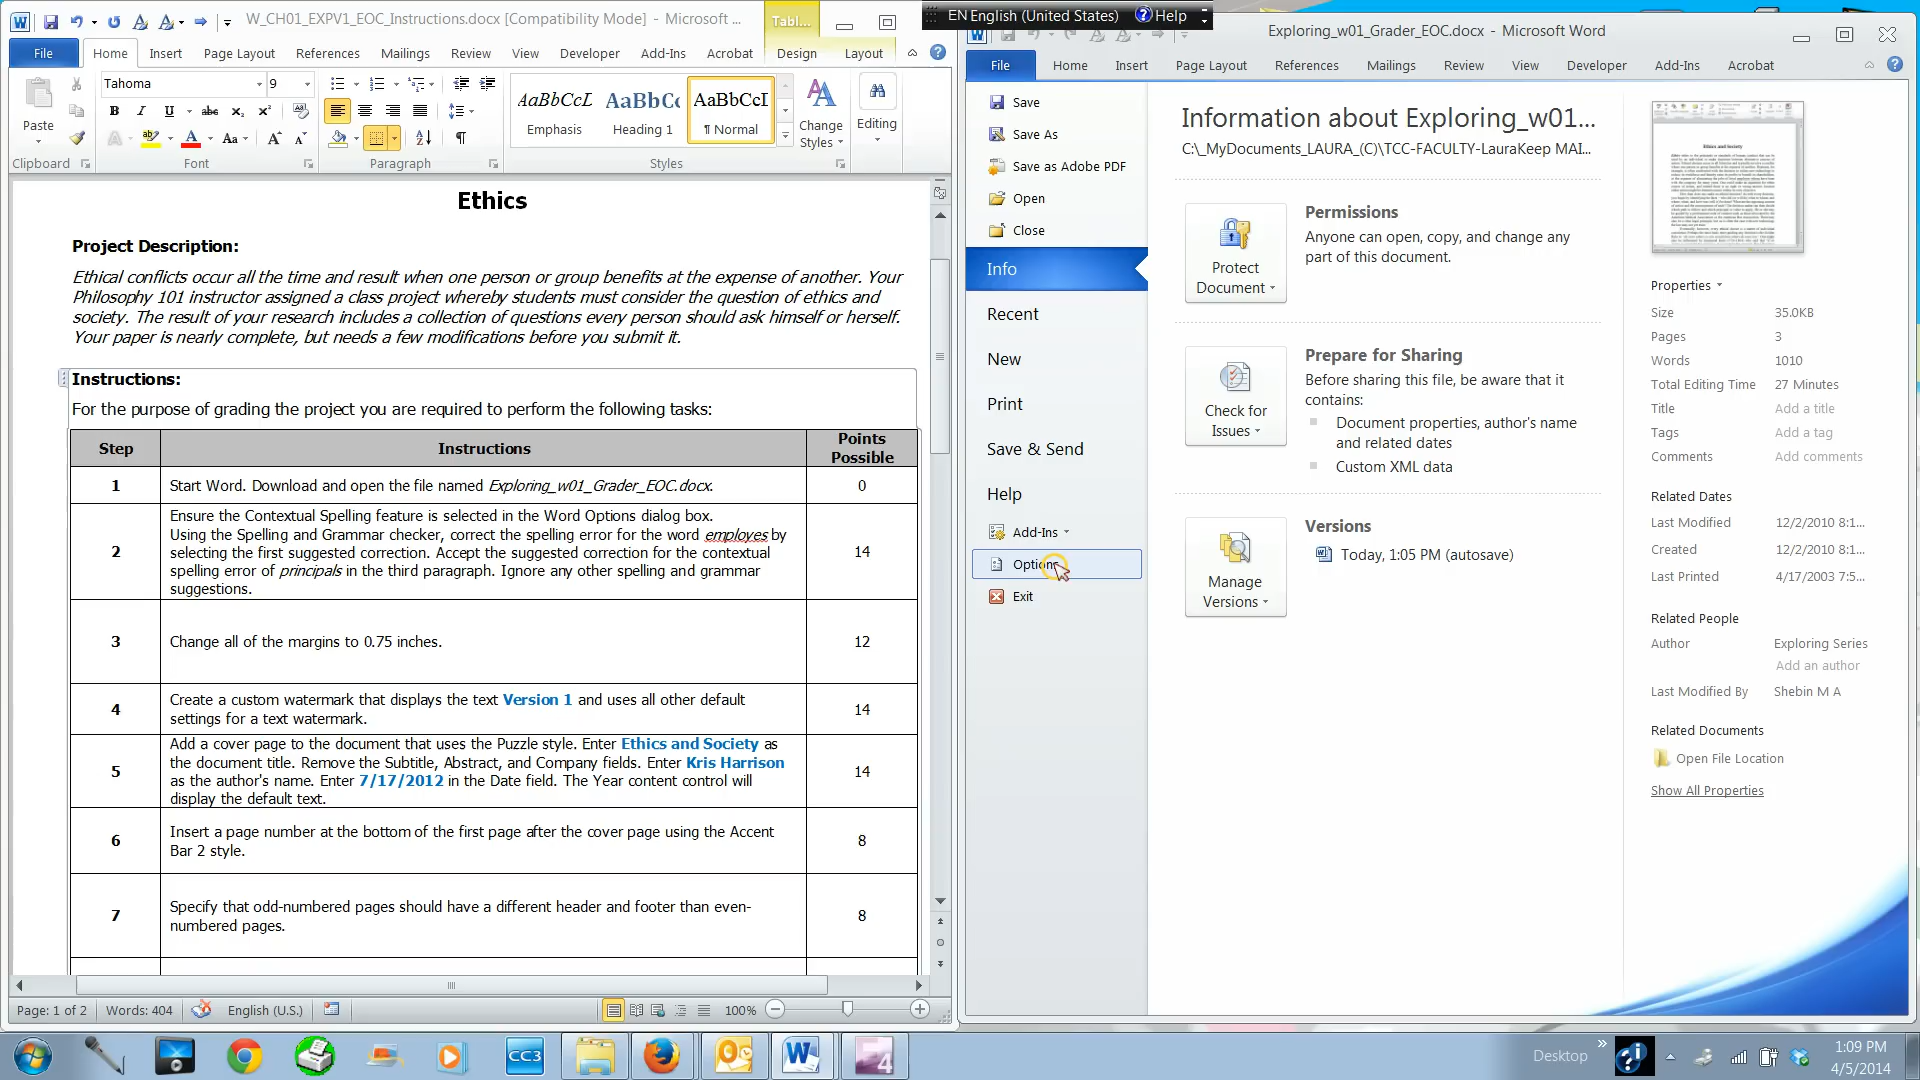 W_CH01_EXPV1_EOC_Instructions.docx [Compatibility Mode] - Microsoft ...
Tabl...
File
Home
Insert
Page Layout
References
Mailings
Review
View
Developer
Add-Ins
Acrobat
Design
Layout
Paste
Clipboard
Tahoma
9
Font
Paragraph
AaBbCcI
Emphasis
AaBbCc
Heading 1
AaBbCcI
¶ Normal
Change
Styles
Styles
Editing
Ethics
Project Description:
Ethical conflicts occur all the time and result when one person or group benefits at the expense of another. Your
Philosophy 101 instructor assigned a class project whereby students must consider the question of ethics and
society. The result of your research includes a collection of questions every person should ask himself or herself.
Your paper is nearly complete, but needs a few modifications before you submit it.
Instructions:
For the purpose of grading the project you are required to perform the following tasks:
Step
Instructions
Points
Possible
1
Start Word. Download and open the file named Exploring_w01_Grader_EOC.docx.
0
2
Ensure the Contextual Spelling feature is selected in the Word Options dialog box.
Using the Spelling and Grammar checker, correct the spelling error for the word employes by
selecting the first suggested correction. Accept the suggested correction for the contextual
spelling error of principals in the third paragraph. Ignore any other spelling and grammar
suggestions.
14
3
Change all of the margins to 0.75 inches.
12
4
Create a custom watermark that displays the text Version 1 and uses all other default
settings for a text watermark.
14
5
Add a cover page to the document that uses the Puzzle style. Enter Ethics and Society as
the document title. Remove the Subtitle, Abstract, and Company fields. Enter Kris Harrison
as the author's name. Enter 7/17/2012 in the Date field. The Year content control will
display the default text.
14
6
Insert a page number at the bottom of the first page after the cover page using the Accent
Bar 2 style.
8
7
Specify that odd-numbered pages should have a different header and footer than even-
numbered pages.
8
Page: 1 of 2
Words: 404
English (U.S.)
100%
EN English (United States)
Help
Exploring_w01_Grader_EOC.docx - Microsoft Word
File
Home
Insert
Page Layout
References
Mailings
Review
View
Developer
Add-Ins
Acrobat
Save
Save As
Save as Adobe PDF
Open
Close
Info
Recent
New
Print
Save & Send
Help
Add-Ins
Options
Exit
Information about Exploring_w01...
C:\_MyDocuments_LAURA_(C)\TCC-FACULTY-LauraKeep MAI...
Protect
Document
Permissions
Anyone can open, copy, and change any
part of this document.
Check for
Issues
Prepare for Sharing
Before sharing this file, be aware that it
contains:
Document properties, author's name
and related dates
Custom XML data
Manage
Versions
Versions
Today, 1:05 PM (autosave)
Ethics and Society
Properties
Size 35.0KB
Pages 3
Words 1010
Total Editing Time 27 Minutes
Title Add a title
Tags Add a tag
Comments Add comments
Related Dates
Last Modified 12/2/2010 8:1...
Created 12/2/2010 8:1...
Last Printed 4/17/2003 7:5...
Related People
Author Exploring Series
Add an author
Last Modified By Shebin M A
Related Documents
Open File Location
Show All Properties
CC3
4
Desktop
1:09 PM
4/5/2014